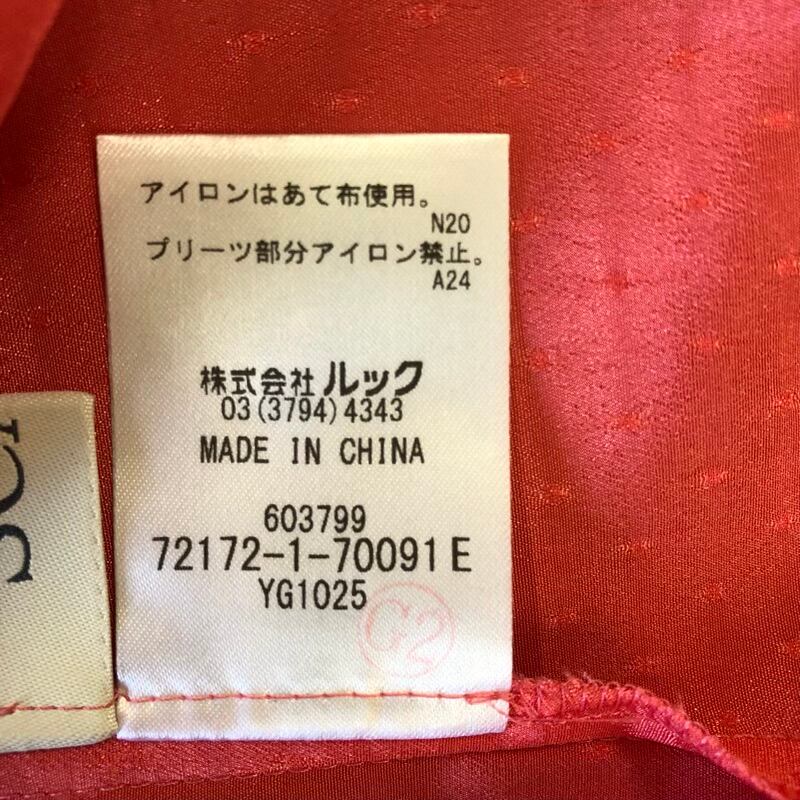 アイロンはあて布使用。
N20
プリーツ部分アイロン禁止。
A24
株式会社 ルック
03(3794)4343
MADE IN CHINA
603799
72172-1-70091E
YG1025
G2